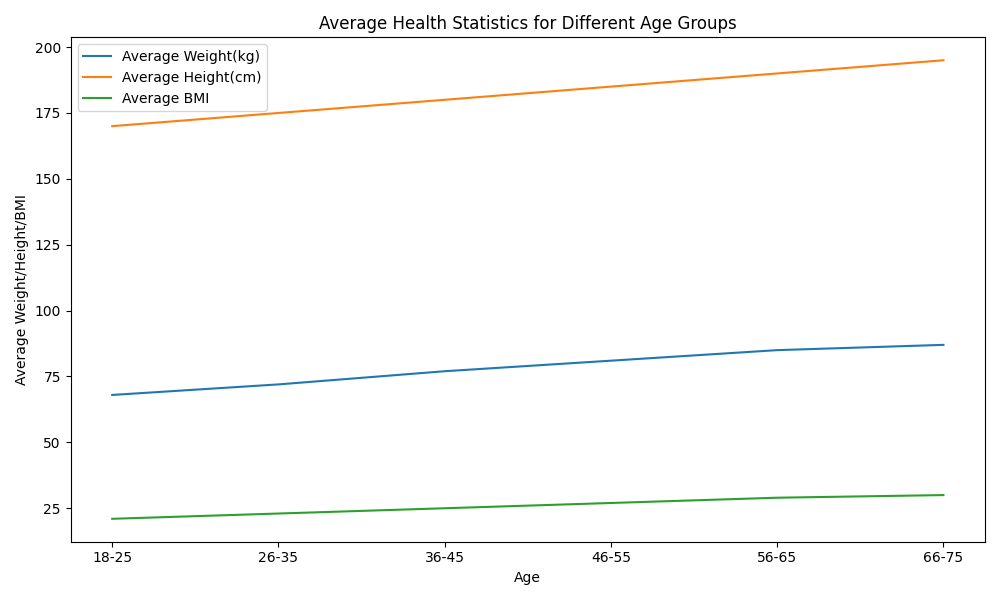 Average Health Statistics for Different Age Groups
Average Weight(kg)
Average Height(cm)
Average BMI
Average Weight/Height/BMI
200
175
150
125
100
75
50
25
18-25
26-35
36-45
46-55
56-65
66-75
Age